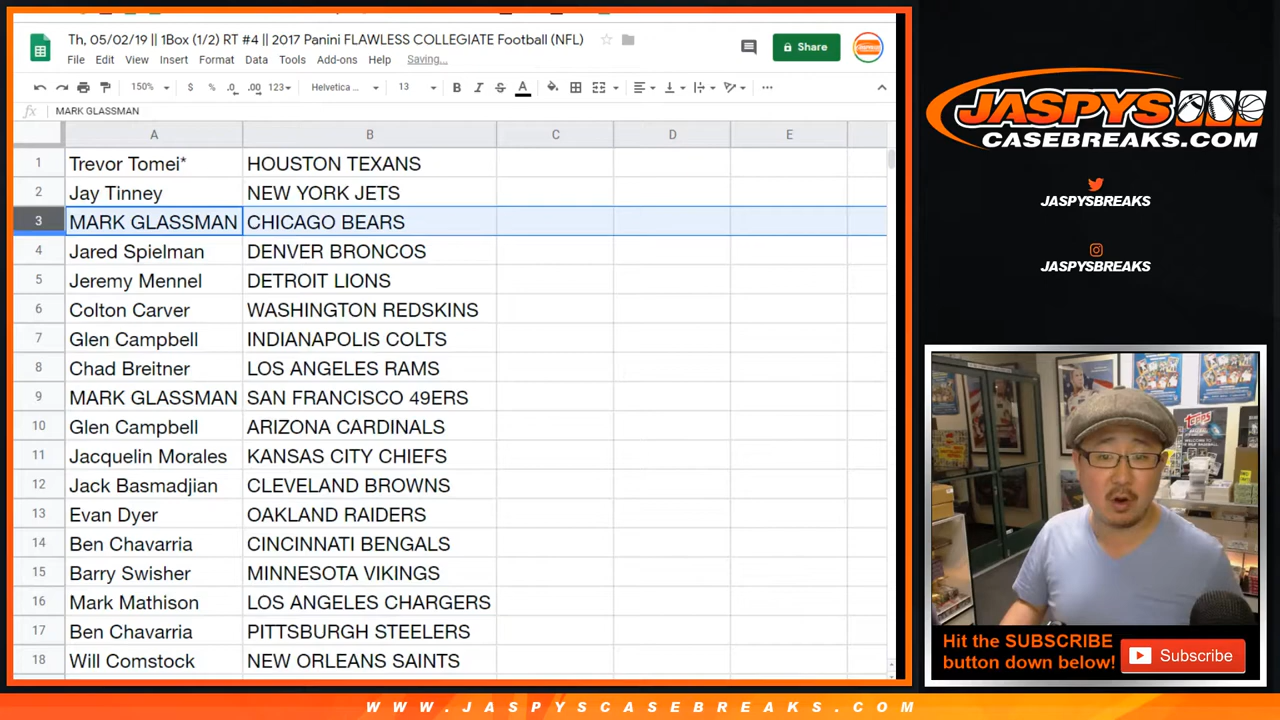 Th, 05/02/19 || 1Box (1/2) RT #4 || 2017 Panini FLAWLESS COLLEGIATE Football (NFL)
File Edit View Insert Format Data Tools Add-ons Help Saving...
Share
150% $ % .0 .00 123 Helvetica ... 13 B I S A
fx MARK GLASSMAN
A B C D E
1 Trevor Tomei* HOUSTON TEXANS
2 Jay Tinney NEW YORK JETS
3 MARK GLASSMAN CHICAGO BEARS
4 Jared Spielman DENVER BRONCOS
5 Jeremy Mennel DETROIT LIONS
6 Colton Carver WASHINGTON REDSKINS
7 Glen Campbell INDIANAPOLIS COLTS
8 Chad Breitner LOS ANGELES RAMS
9 MARK GLASSMAN SAN FRANCISCO 49ERS
10 Glen Campbell ARIZONA CARDINALS
11 Jacquelin Morales KANSAS CITY CHIEFS
12 Jack Basmadjian CLEVELAND BROWNS
13 Evan Dyer OAKLAND RAIDERS
14 Ben Chavarria CINCINNATI BENGALS
15 Barry Swisher MINNESOTA VIKINGS
16 Mark Mathison LOS ANGELES CHARGERS
17 Ben Chavarria PITTSBURGH STEELERS
18 Will Comstock NEW ORLEANS SAINTS
JASPYS
CASEBREAKS.COM
JASPYSBREAKS
JASPYSBREAKS
TOPPS
Hit the SUBSCRIBE
button down below!
Subscribe
WWW.JASPYSCASEBREAKS.COM